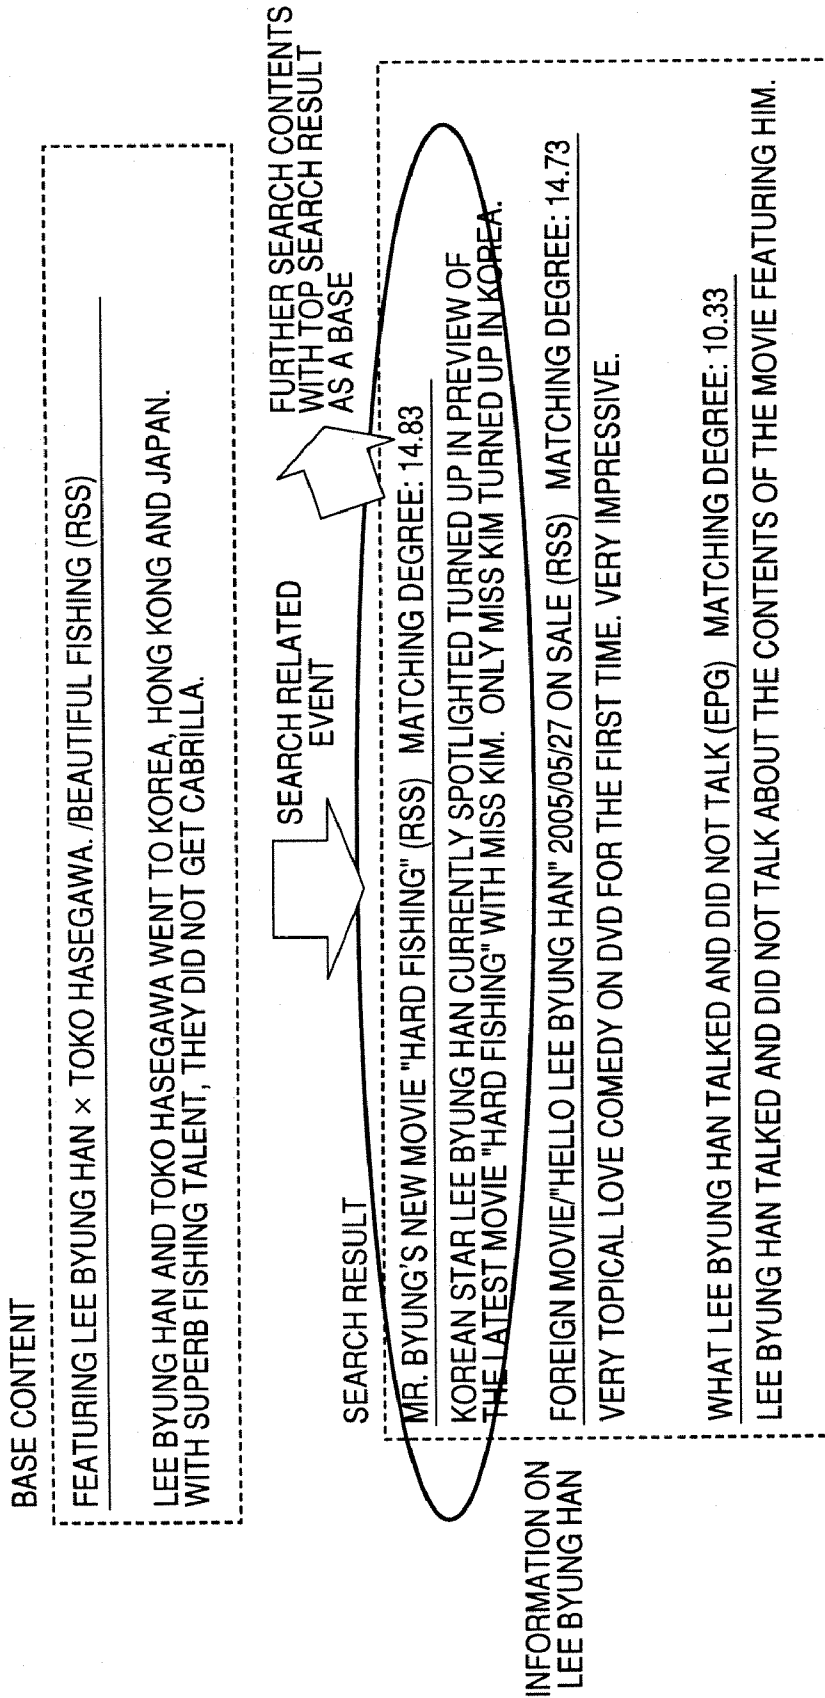 BASE CONTENT
FEATURING LEE BYUNG HAN × TOKO HASEGAWA. /BEAUTIFUL FISHING (RSS)
LEE BYUNG HAN AND TOKO HASEGAWA WENT TO KOREA, HONG KONG AND JAPAN.
WITH SUPERB FISHING TALENT, THEY DID NOT GET CABRILLA.
SEARCH RELATED
EVENT
FURTHER SEARCH CONTENTS
WITH TOP SEARCH RESULT
AS A BASE
SEARCH RESULT
MR. BYUNG'S NEW MOVIE "HARD FISHING" (RSS) MATCHING DEGREE: 14.83
KOREAN STAR LEE BYUNG HAN CURRENTLY SPOTLIGHTED TURNED UP IN PREVIEW OF
THE LATEST MOVIE "HARD FISHING" WITH MISS KIM. ONLY MISS KIM TURNED UP IN KOREA.
INFORMATION ON
LEE BYUNG HAN
FOREIGN MOVIE/"HELLO LEE BYUNG HAN" 2005/05/27 ON SALE (RSS) MATCHING DEGREE: 14.73
VERY TOPICAL LOVE COMEDY ON DVD FOR THE FIRST TIME. VERY IMPRESSIVE.
WHAT LEE BYUNG HAN TALKED AND DID NOT TALK (EPG) MATCHING DEGREE: 10.33
LEE BYUNG HAN TALKED AND DID NOT TALK ABOUT THE CONTENTS OF THE MOVIE FEATURING HIM.